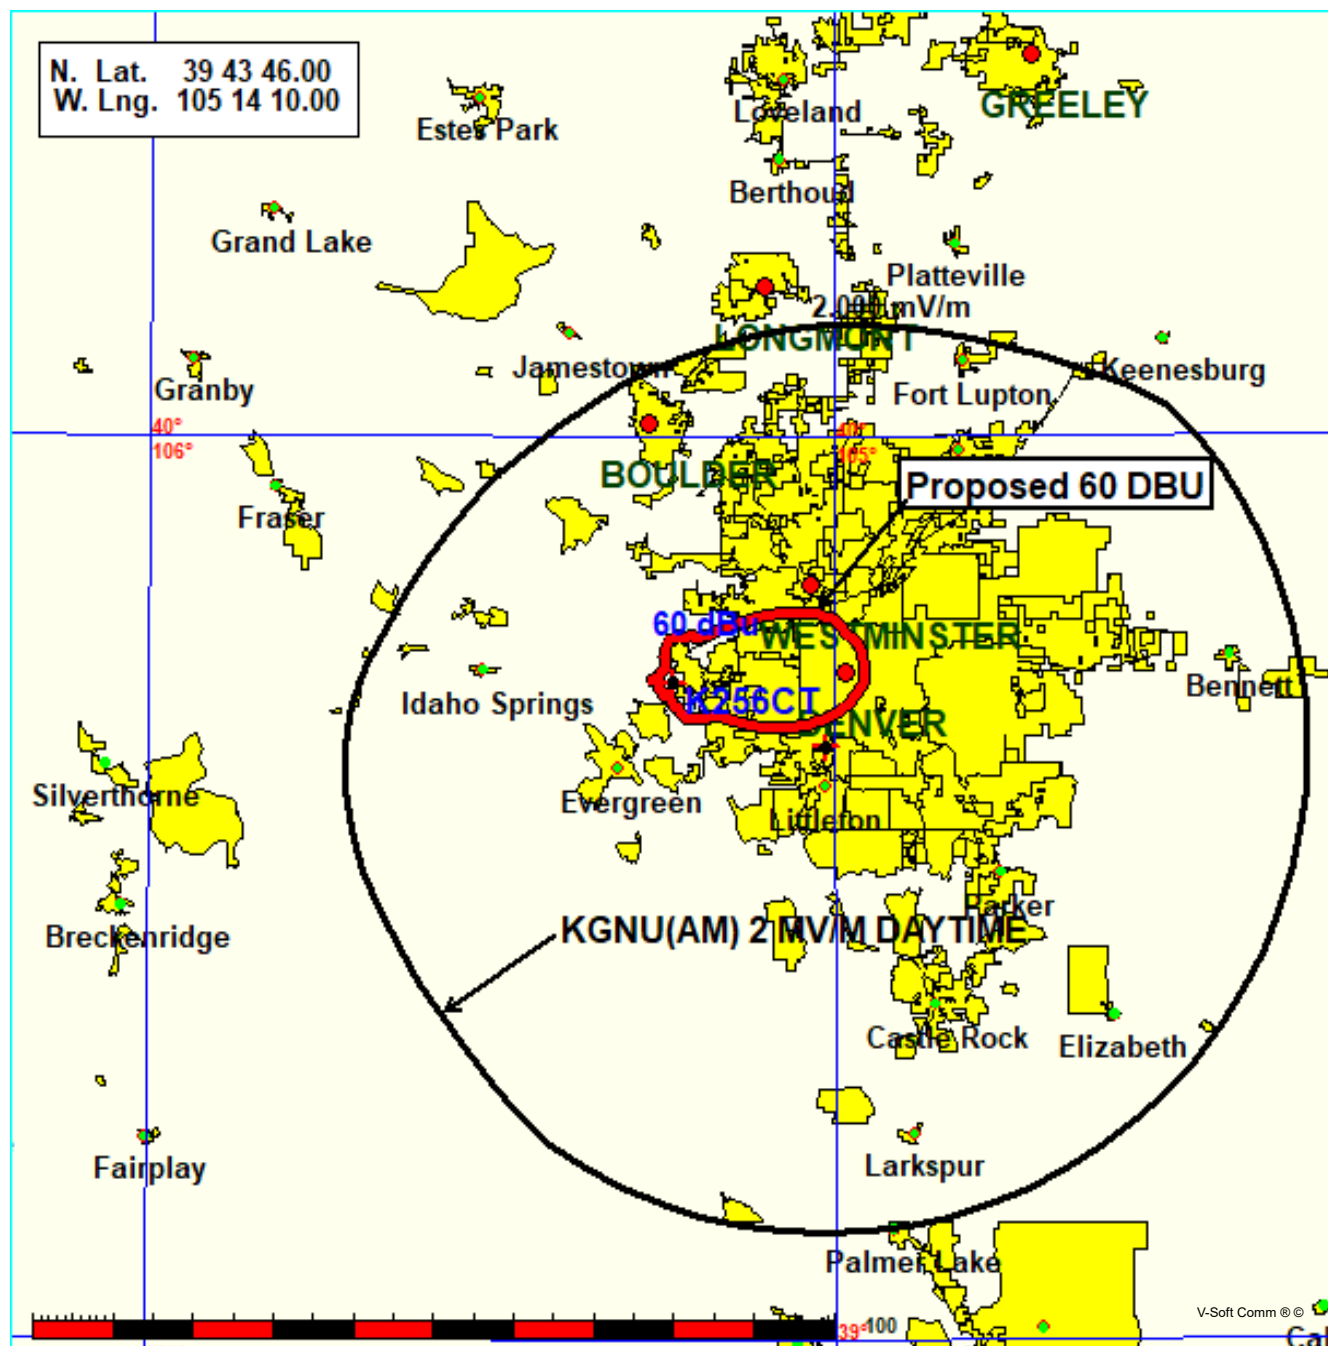 N. Lat. 39 43 46.00
W. Lng. 105 14 10.00
Estes Park
Loveland
GREELEY
Berthoud
Grand Lake
Platteville
2.000 mV/m
LONGMONT
Jamestown
Keenesburg
Granby
Fort Lupton
40°
106°
40°
105°
BOULDER
Proposed 60 DBU
Fraser
60 dBu
WESTMINSTER
Idaho Springs
K256CT
Bennett
DENVER
Silverthorne
Evergreen
Littleton
Parker
Breckenridge
KGNU(AM) 2 MV/M DAYTIME
Castle Rock
Elizabeth
Fairplay
Larkspur
Palmer Lake
V-Soft Comm ® ©
39°
100